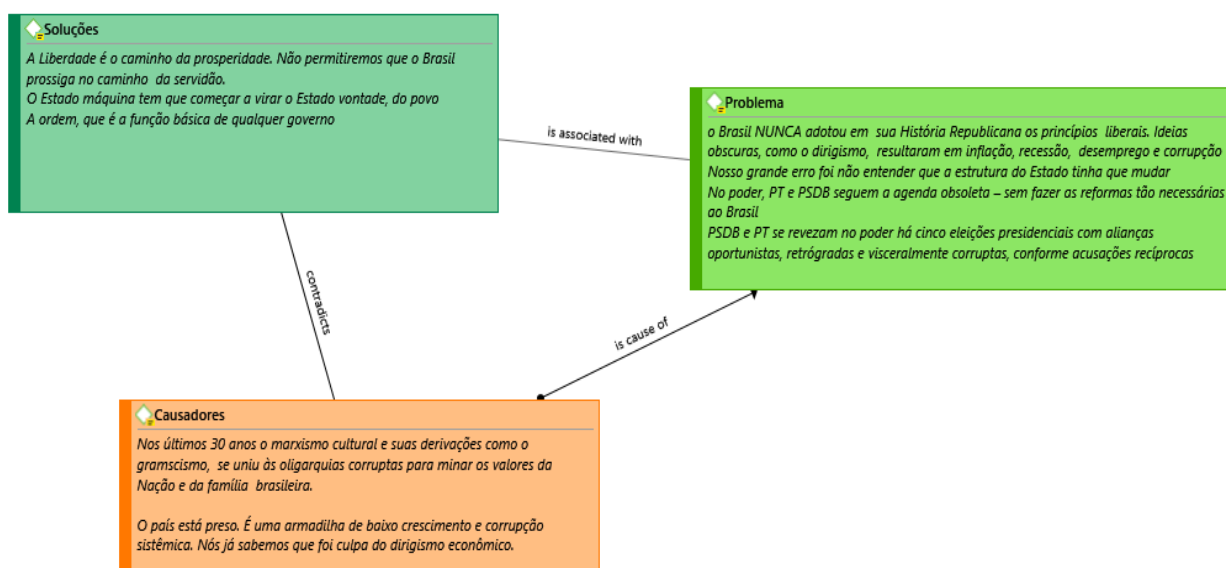 Soluções
A Liberdade é o caminho da prosperidade. Não permitiremos que o Brasil
prossiga no caminho da servidão.
O Estado máquina tem que começar a virar o Estado vontade, do povo
A ordem, que é a função básica de qualquer governo
is associated with
Problema
o Brasil NUNCA adotou em sua História Republicana os princípios liberais. Ideias
obscuras, como o dirigismo, resultaram em inflação, recessão, desemprego e corrupção
Nosso grande erro foi não entender que a estrutura do Estado tinha que mudar
No poder, PT e PSDB seguem a agenda obsoleta – sem fazer as reformas tão necessárias
ao Brasil
PSDB e PT se revezam no poder há cinco eleições presidenciais com alianças
oportunistas, retrógradas e visceralmente corruptas, conforme acusações recíprocas
contradicts
is cause of
Causadores
Nos últimos 30 anos o marxismo cultural e suas derivações como o
gramscismo, se uniu às oligarquias corruptas para minar os valores da
Nação e da família brasileira.
O país está preso. É uma armadilha de baixo crescimento e corrupção
sistêmica. Nós já sabemos que foi culpa do dirigismo econômico.